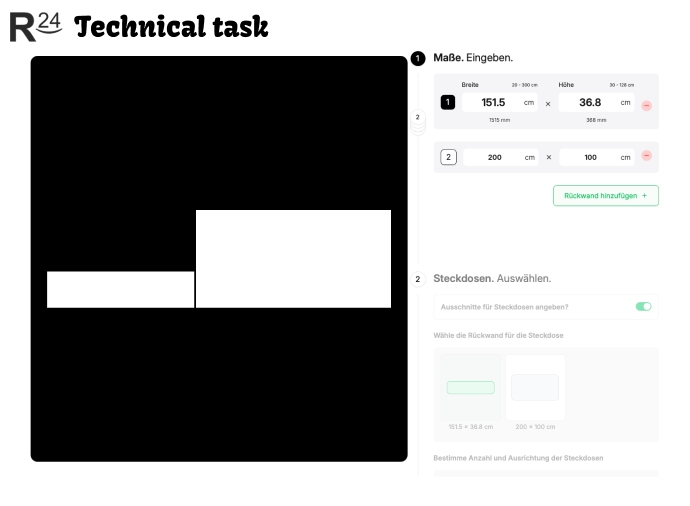 R24 Technical task
1 Maße. Eingeben.
Breite 20 - 300 cm Höhe 30 - 128 cm
1 151.5 cm × 36.8 cm
1515 mm 368 mm
2
2 200 cm × 100 cm
Rückwand hinzufügen +
2 Steckdosen. Auswählen.
Ausschnitte für Steckdosen angeben?
Wähle die Rückwand für die Steckdose
151.5 × 36.8 cm 200 × 100 cm
Bestimme Anzahl und Ausrichtung der Steckdosen